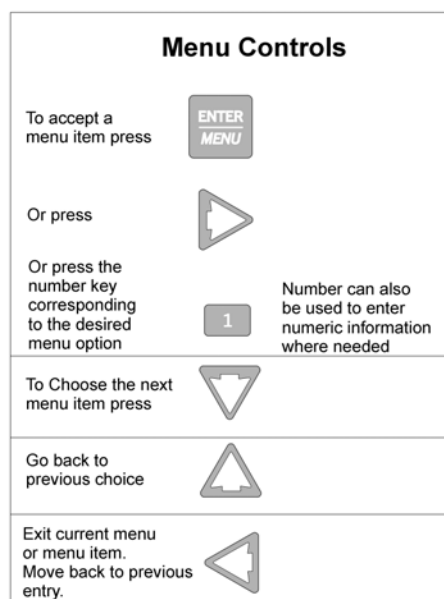 Menu Controls
To accept a
menu item press
ENTER
MENU
Or press
Or press the
number key
corresponding
to the desired
menu option
1
Number can also
be used to enter
numeric information
where needed
To Choose the next
menu item press
Go back to
previous choice
Exit current menu
or menu item.
Move back to previous
entry.